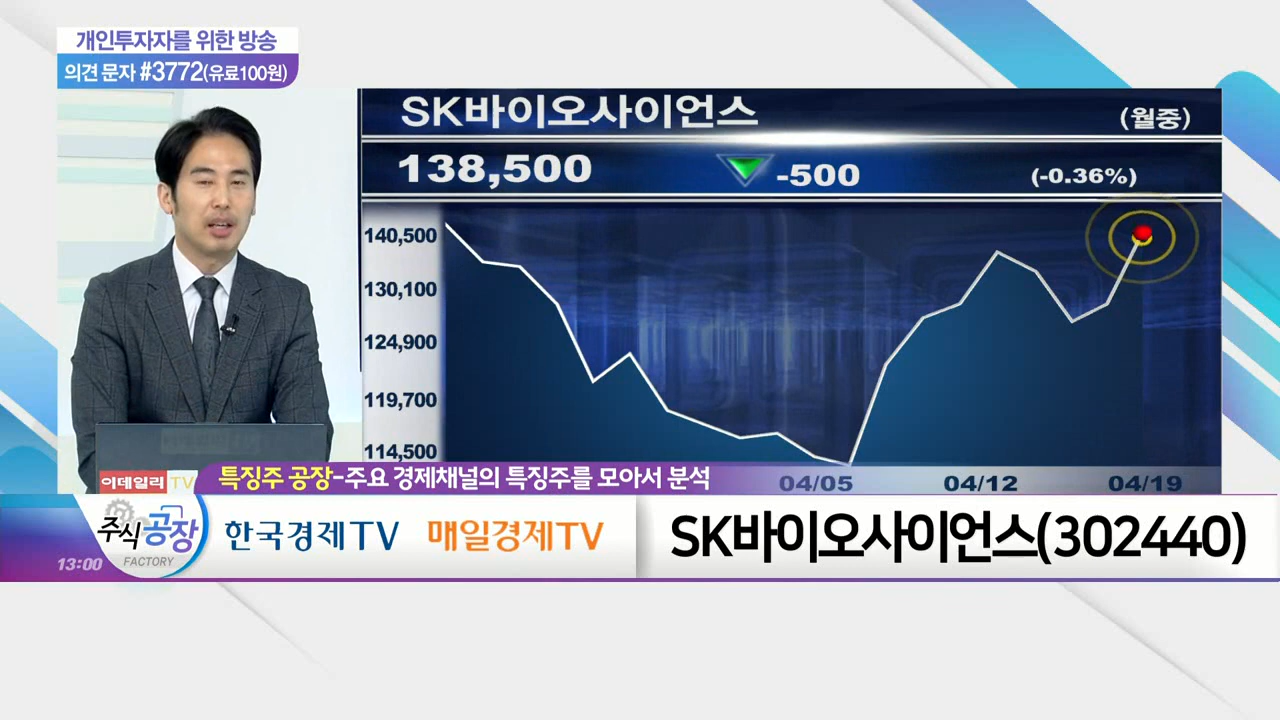 개인투자자를 위한 방송
의견 문자 #3772(유료100원)
SK바이오사이언스
(월중)
138,500 -500 (-0.36%)
140,500
130,100
124,900
119,700
114,500
04/05 04/12 04/19
이데일리TV
특징주 공장-주요 경제채널의 특징주를 모아서 분석
주식공장
FACTORY
13:00
한국경제TV 매일경제TV
SK바이오사이언스(302440)